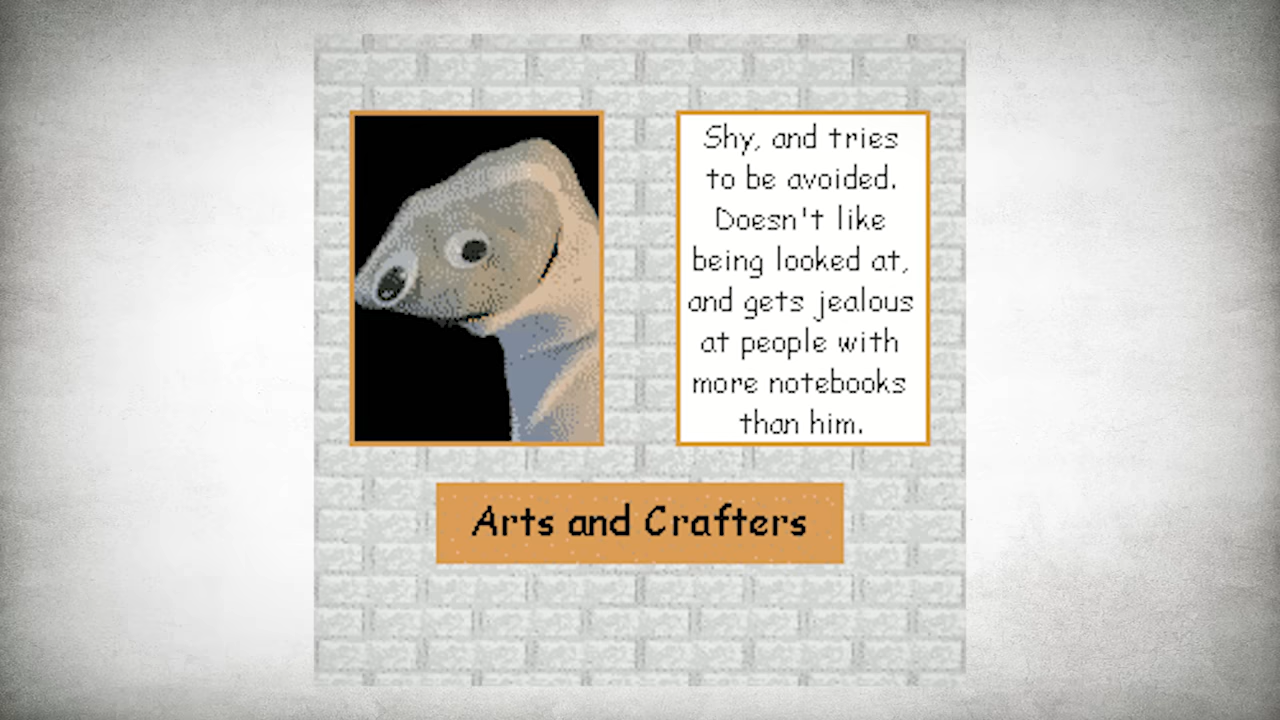 Shy, and tries
to be avoided.
Doesn't like
being looked at,
and gets jealous
at people with
more notebooks
than him.
Arts and Crafters